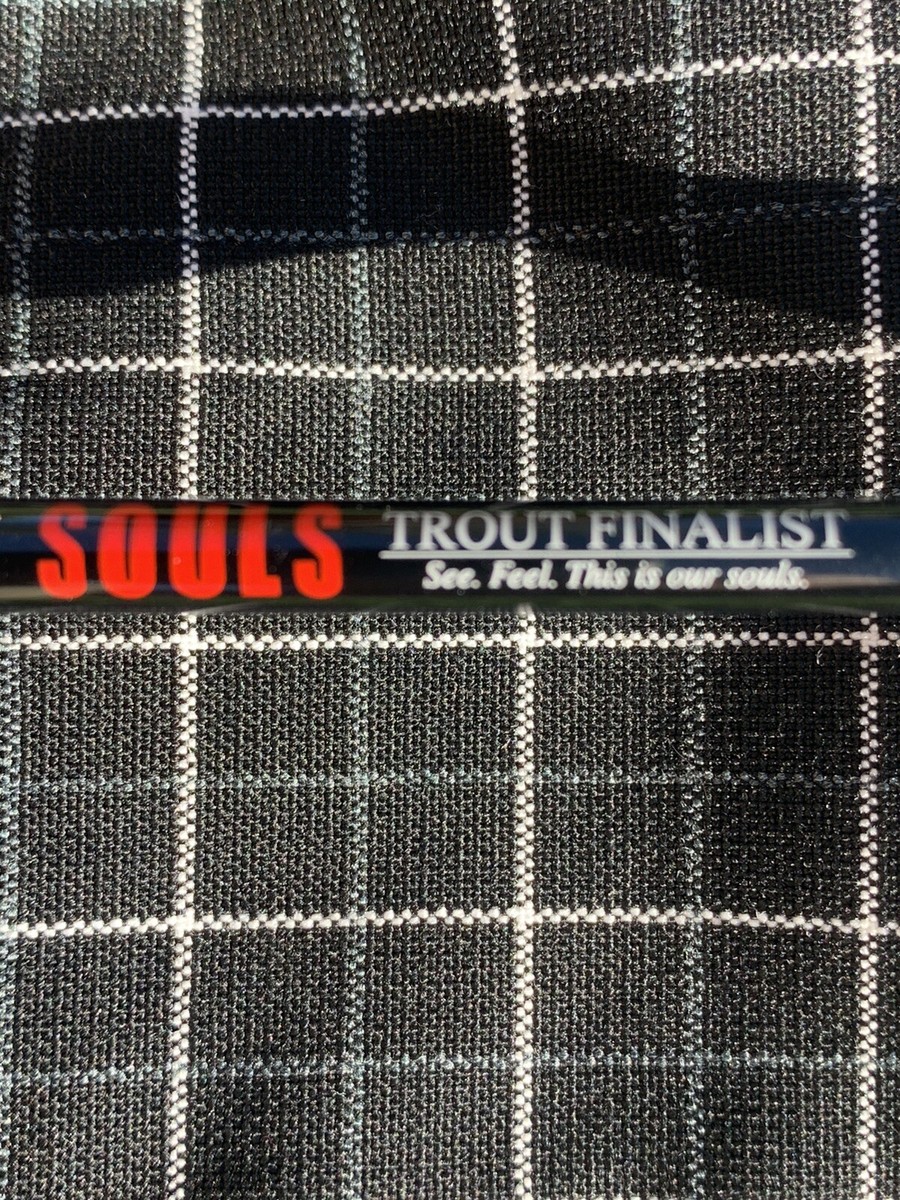 SOULS TROUT FINALIST
See. Feel. This is our souls.